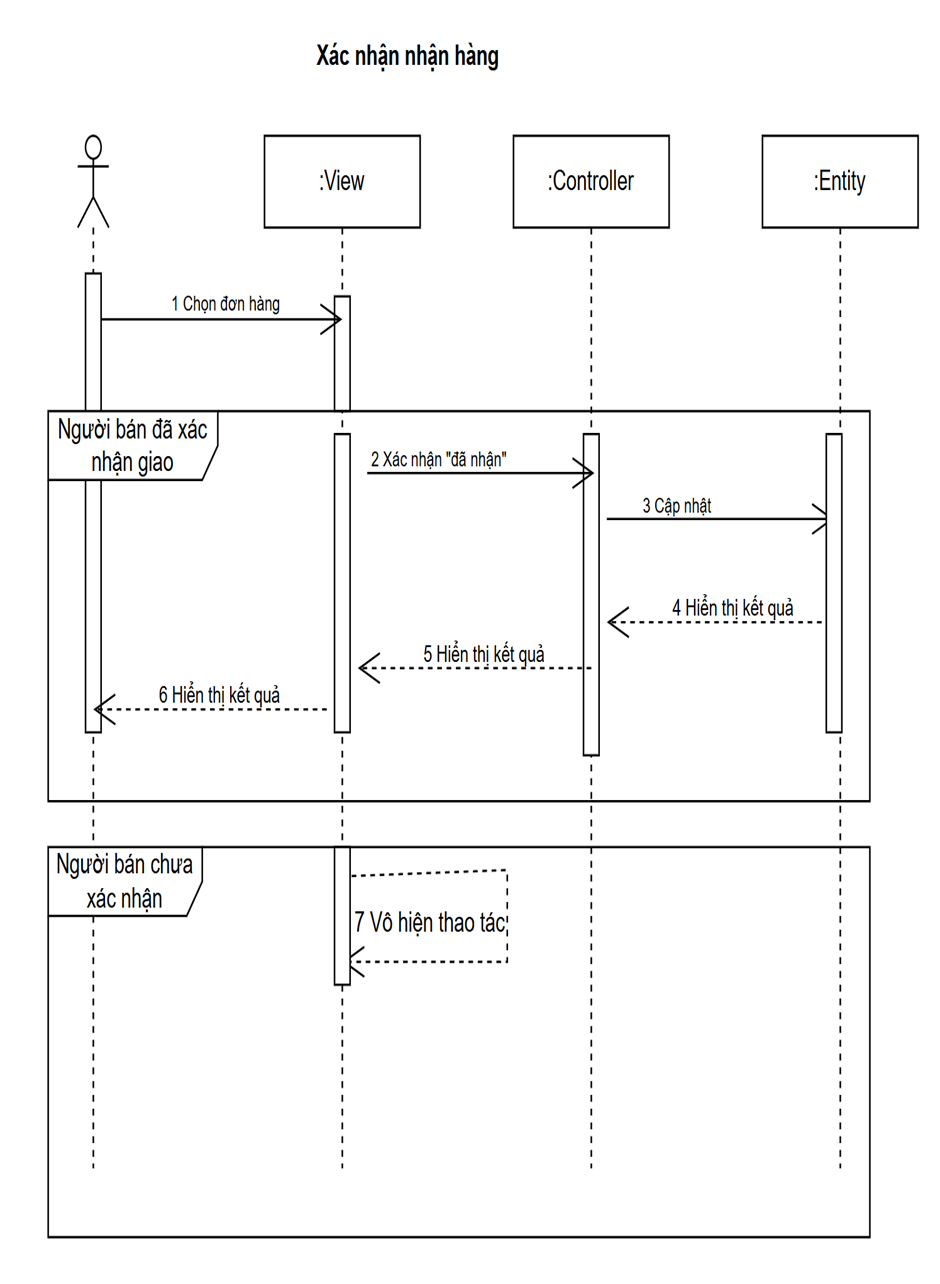 Xác nhận nhận hàng
:View
:Controller
:Entity
1 Chọn đơn hàng
Người bán đã xác
nhận giao
2 Xác nhận "đã nhận"
3 Cập nhật
4 Hiển thị kết quả
5 Hiển thị kết quả
6 Hiển thị kết quả
Người bán chưa
xác nhận
7 Vô hiện thao tác